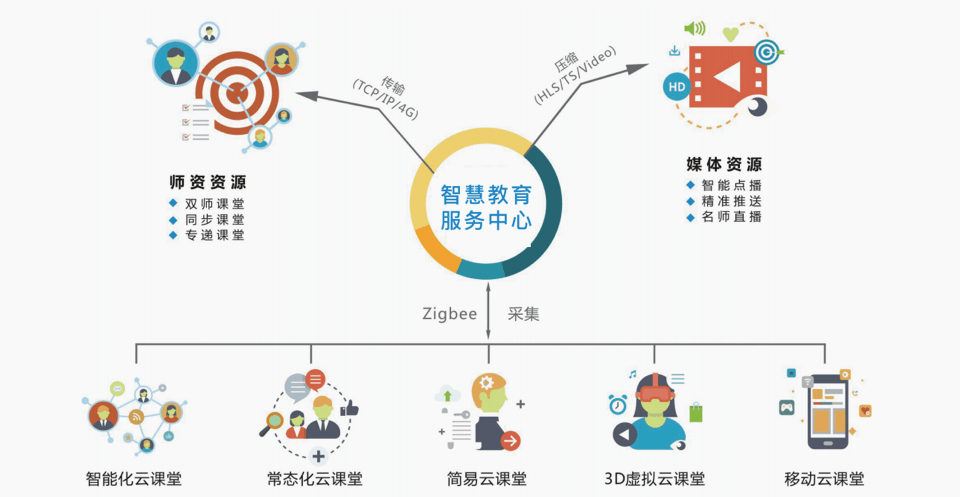 传输
(TCP/IP/4G)
压缩
(HLS/TS/Video)
HD
师资资源
双师课堂
同步课堂
专递课堂
智慧教育
服务中心
媒体资源
智能点播
精准推送
名师直播
Zigbee
采集
智能化云课堂
常态化云课堂
简易云课堂
3D虚拟云课堂
移动云课堂